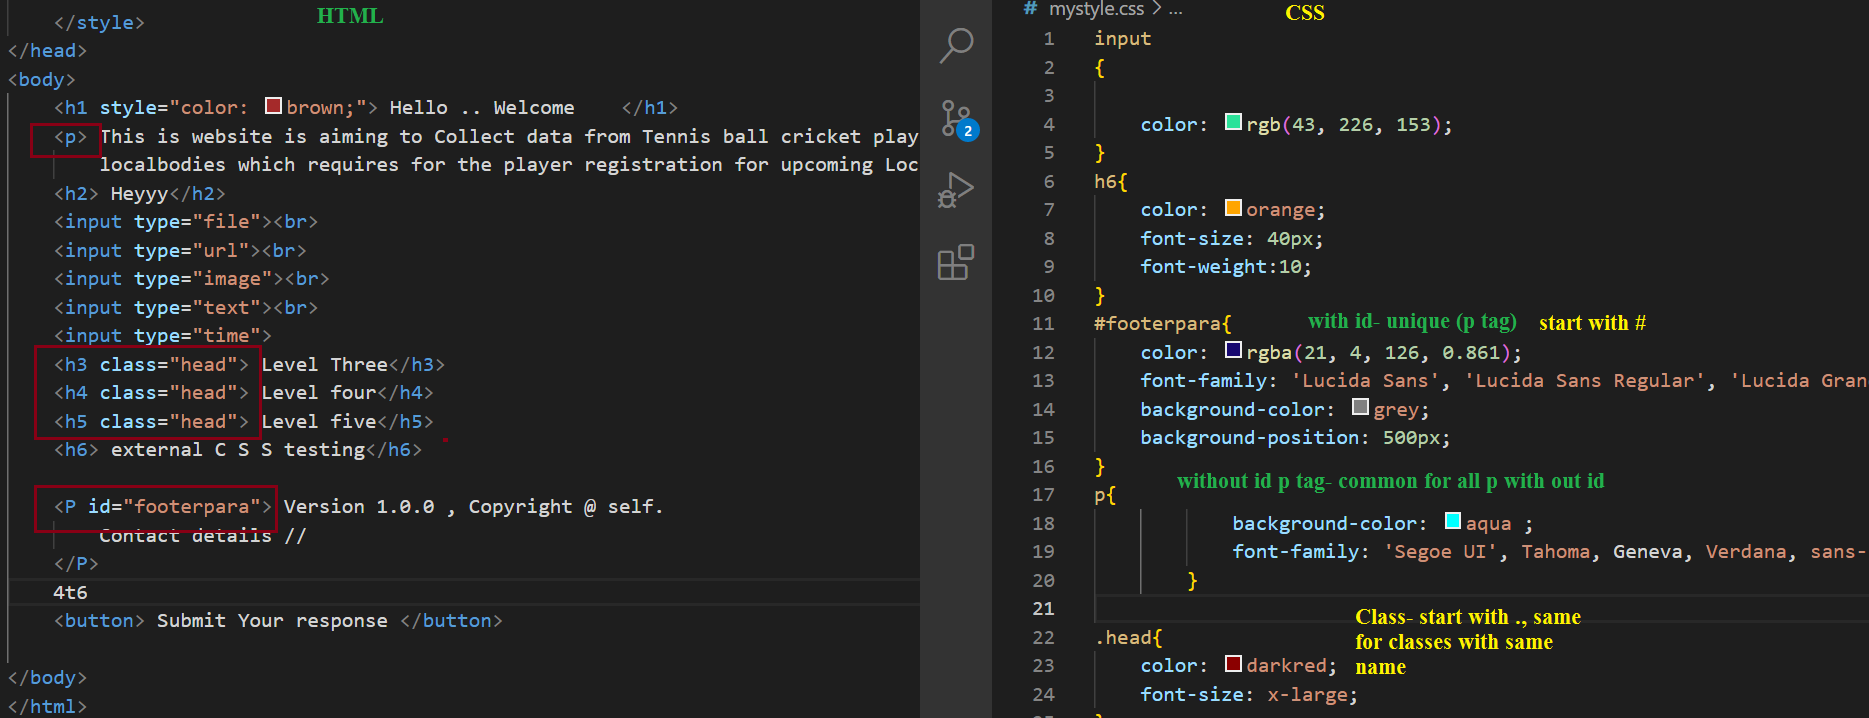 HTML
</style>
</head>
<body>
<h1 style="color: brown;"> Hello .. Welcome    </h1>
<p> This is website is aiming to Collect data from Tennis ball cricket play
localbodies which requires for the player registration for upcoming Loc
<h2> Heyyy</h2>
<input type="file"><br>
<input type="url"><br>
<input type="image"><br>
<input type="text"><br>
<input type="time">
<h3 class="head"> Level Three</h3>
<h4 class="head"> Level four</h4>
<h5 class="head"> Level five</h5>
<h6> external C S S testing</h6>
<P id="footerpara"> Version 1.0.0 , Copyright @ self.
Contact details //
</P>
4t6
<button> Submit Your response </button>
</body>
</html>
2
# mystyle.css > ...
CSS
1 input
2 {
3
4 color: rgb(43, 226, 153);
5 }
6 h6{
7 color: orange;
8 font-size: 40px;
9 font-weight:10;
10 }
11 #footerpara{ with id- unique (p tag) start with #
12 color: rgba(21, 4, 126, 0.861);
13 font-family: 'Lucida Sans', 'Lucida Sans Regular', 'Lucida Gran
14 background-color: grey;
15 background-position: 500px;
16 }
without id p tag- common for all p with out id
17 p{
18 background-color: aqua ;
19 font-family: 'Segoe UI', Tahoma, Geneva, Verdana, sans-
20 }
21
Class- start with ., same
for classes with same
name
22 .head{
23 color: darkred;
24 font-size: x-large;